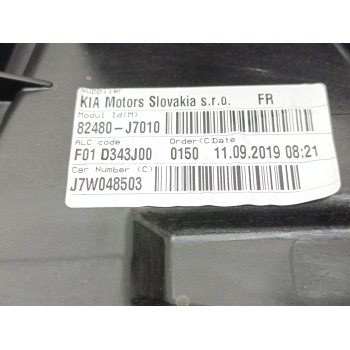 Supplier
KIA Motors Slovakia s.r.o. FR
Modul Id(M)
82480-J7010
ALC code Order(C)Date
F01 D343J00 0150 11.09.2019 08:21
Car Number (C)
J7W048503